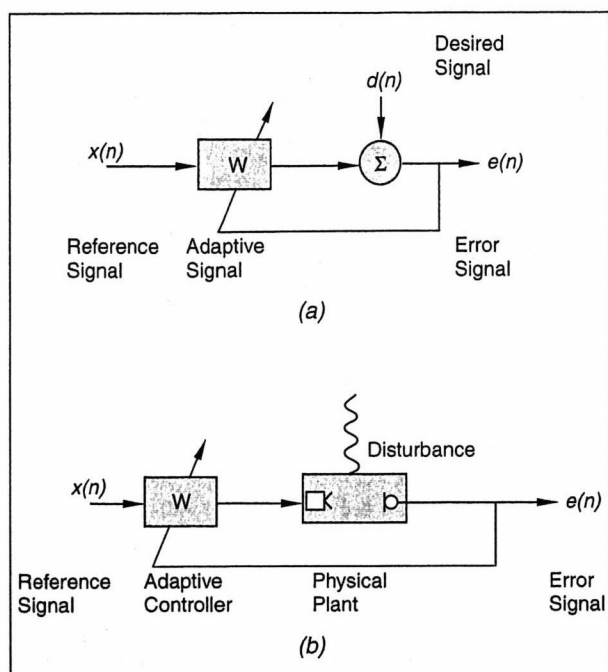 Desired
Signal
d(n)
x(n)
W
Σ
e(n)
Reference
Signal
Adaptive
Signal
Error
Signal
(a)
Disturbance
x(n)
W
e(n)
Reference
Signal
Adaptive
Controller
Physical
Plant
Error
Signal
(b)